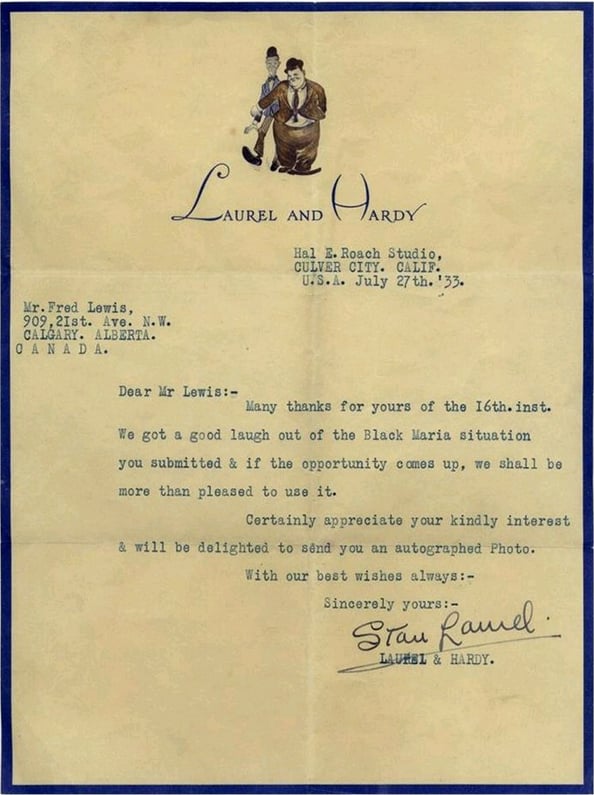 LAUREL AND HARDY
Hal E. Roach Studio,
CULVER CITY. CALIF.
U.S.A. July 27th.'33.
Mr.Fred Lewis,
909,2Ist. Ave. N.W.
CALGARY. ALBERTA.
C A N A D A.
Dear Mr Lewis:-
Many thanks for yours of the I6th.inst.
We got a good laugh out of the Black Maria situation
you submitted & if the opportunity comes up, we shall be
more than pleased to use it.
Certainly appreciate your kindly interest
& will be delighted to send you an autographed Photo.
With our best wishes always:-
Sincerely yours:-
Stan Laurel.
LAUREL & HARDY.